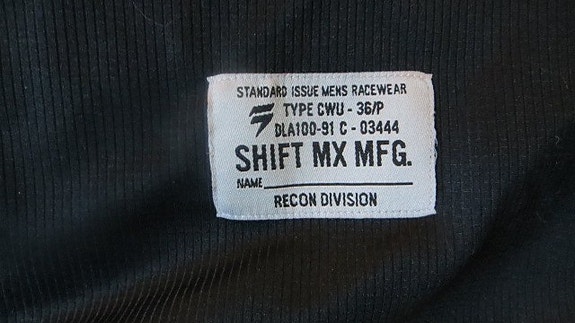 STANDARD ISSUE MENS RACEWEAR
TYPE CWU - 36/P
DLA100-91 C - 03444
SHIFT MX MFG.
NAME
RECON DIVISION